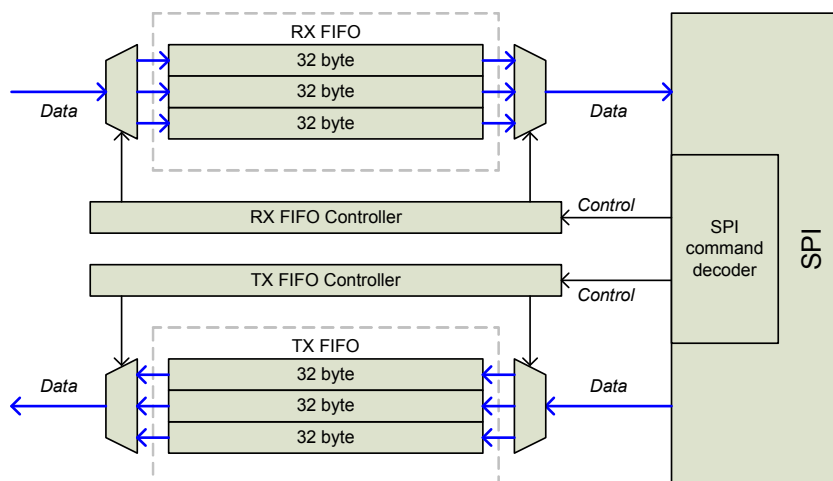 RX FIFO
32 byte
32 byte
32 byte
Data
Data
RX FIFO Controller
Control
SPI
command
decoder
SPI
TX FIFO Controller
Control
TX FIFO
32 byte
32 byte
32 byte
Data
Data